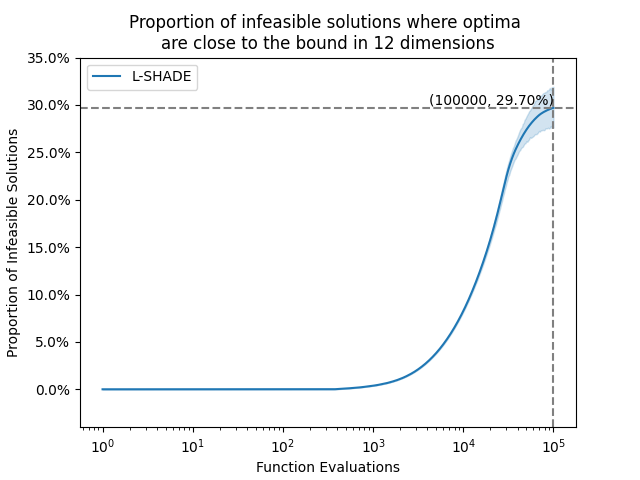 Proportion of infeasible solutions where optima
are close to the bound in 12 dimensions
35.0%
30.0%
25.0%
20.0%
15.0%
10.0%
5.0%
0.0%
Proportion of Infeasible Solutions
L-SHADE
(100000, 29.70%)
10⁰ 10¹ 10² 10³ 10⁴ 10⁵
Function Evaluations